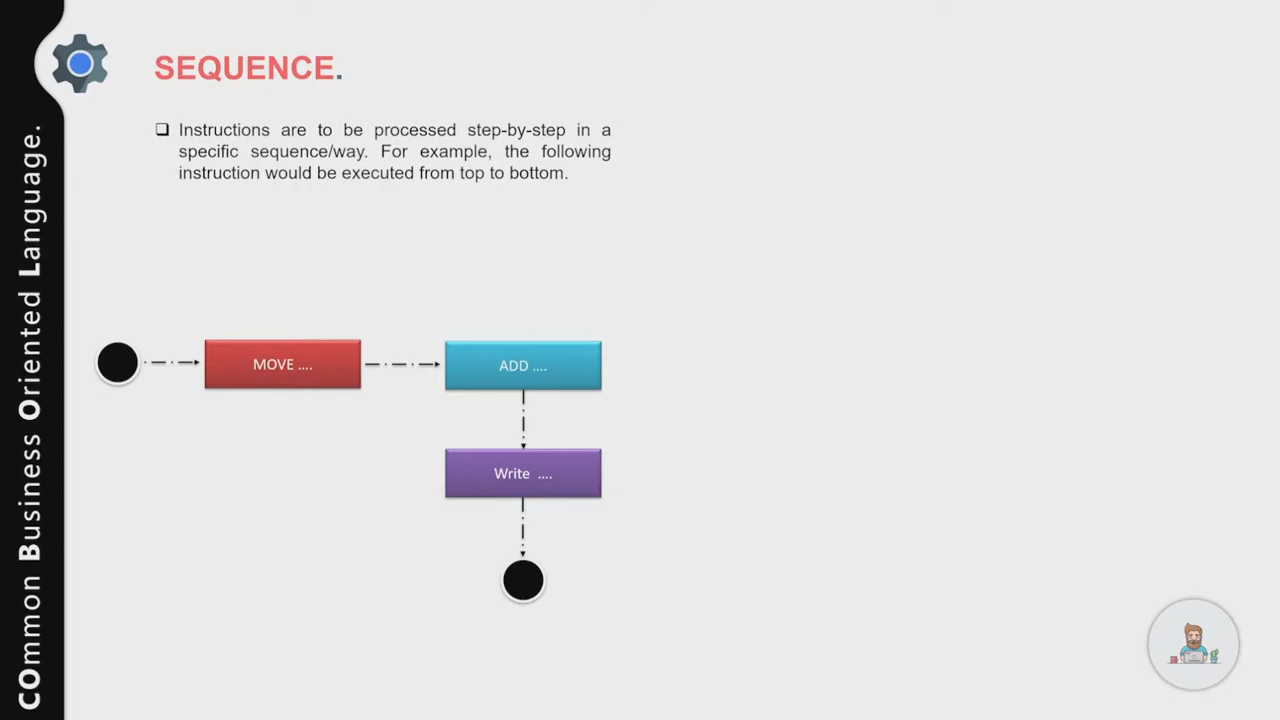 COmmon Business Oriented Language.
SEQUENCE.
❑ Instructions are to be processed step-by-step in a
specific sequence/way. For example, the following
instruction would be executed from top to bottom.
MOVE ....
ADD ....
Write ....